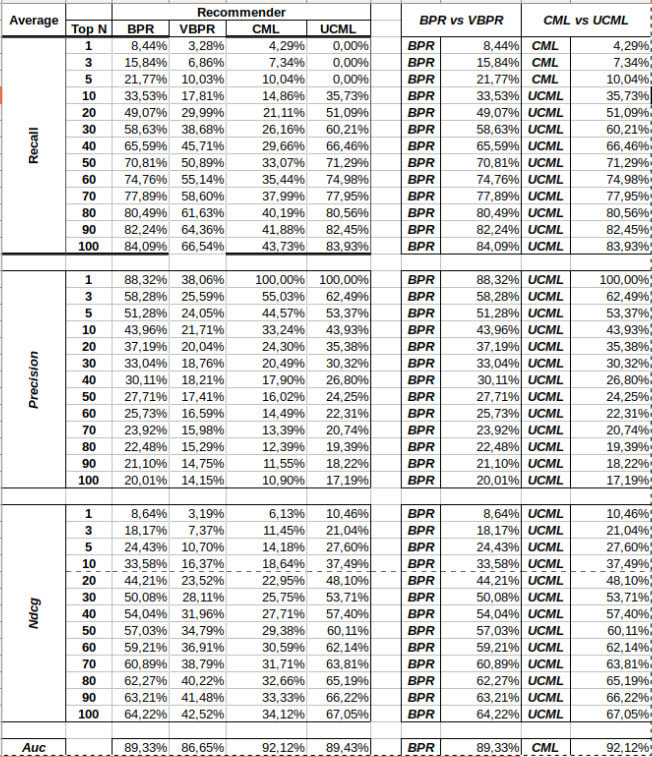 Average Recommender BPR vs VBPR CML vs UCML
Top N BPR VBPR CML UCML
Recall
1 8,44% 3,28% 4,29% 0,00% BPR 8,44% CML 4,29%
3 15,84% 6,86% 7,34% 0,00% BPR 15,84% CML 7,34%
5 21,77% 10,03% 10,04% 0,00% BPR 21,77% CML 10,04%
10 33,53% 17,81% 14,86% 35,73% BPR 33,53% UCML 35,73%
20 49,07% 29,99% 21,11% 51,09% BPR 49,07% UCML 51,09%
30 58,63% 38,68% 26,16% 60,21% BPR 58,63% UCML 60,21%
40 65,59% 45,71% 29,66% 66,46% BPR 65,59% UCML 66,46%
50 70,81% 50,89% 33,07% 71,29% BPR 70,81% UCML 71,29%
60 74,76% 55,14% 35,44% 74,98% BPR 74,76% UCML 74,98%
70 77,89% 58,60% 37,99% 77,95% BPR 77,89% UCML 77,95%
80 80,49% 61,63% 40,19% 80,56% BPR 80,49% UCML 80,56%
90 82,24% 64,36% 41,88% 82,45% BPR 82,24% UCML 82,45%
100 84,09% 66,54% 43,73% 83,93% BPR 84,09% UCML 83,93%
Precision
1 88,32% 38,06% 100,00% 100,00% BPR 88,32% UCML 100,00%
3 58,28% 25,59% 55,03% 62,49% BPR 58,28% UCML 62,49%
5 51,28% 24,05% 44,57% 53,37% BPR 51,28% UCML 53,37%
10 43,96% 21,71% 33,24% 43,93% BPR 43,96% UCML 43,93%
20 37,19% 20,04% 24,30% 35,38% BPR 37,19% UCML 35,38%
30 33,04% 18,76% 20,49% 30,32% BPR 33,04% UCML 30,32%
40 30,11% 18,21% 17,90% 26,80% BPR 30,11% UCML 26,80%
50 27,71% 17,41% 16,02% 24,25% BPR 27,71% UCML 24,25%
60 25,73% 16,59% 14,49% 22,31% BPR 25,73% UCML 22,31%
70 23,92% 15,98% 13,39% 20,74% BPR 23,92% UCML 20,74%
80 22,48% 15,29% 12,39% 19,39% BPR 22,48% UCML 19,39%
90 21,10% 14,75% 11,55% 18,22% BPR 21,10% UCML 18,22%
100 20,01% 14,15% 10,90% 17,19% BPR 20,01% UCML 17,19%
Ndcg
1 8,64% 3,19% 6,13% 10,46% BPR 8,64% UCML 10,46%
3 18,17% 7,37% 11,45% 21,04% BPR 18,17% UCML 21,04%
5 24,43% 10,70% 14,18% 27,60% BPR 24,43% UCML 27,60%
10 33,58% 16,37% 18,64% 37,49% BPR 33,58% UCML 37,49%
20 44,21% 23,52% 22,95% 48,10% BPR 44,21% UCML 48,10%
30 50,08% 28,11% 25,75% 53,71% BPR 50,08% UCML 53,71%
40 54,04% 31,96% 27,71% 57,40% BPR 54,04% UCML 57,40%
50 57,03% 34,79% 29,38% 60,11% BPR 57,03% UCML 60,11%
60 59,21% 36,91% 30,59% 62,14% BPR 59,21% UCML 62,14%
70 60,89% 38,79% 31,71% 63,81% BPR 60,89% UCML 63,81%
80 62,27% 40,22% 32,66% 65,19% BPR 62,27% UCML 65,19%
90 63,21% 41,48% 33,33% 66,22% BPR 63,21% UCML 66,22%
100 64,22% 42,52% 34,12% 67,05% BPR 64,22% UCML 67,05%
Auc 89,33% 86,65% 92,12% 89,43% BPR 89,33% CML 92,12%